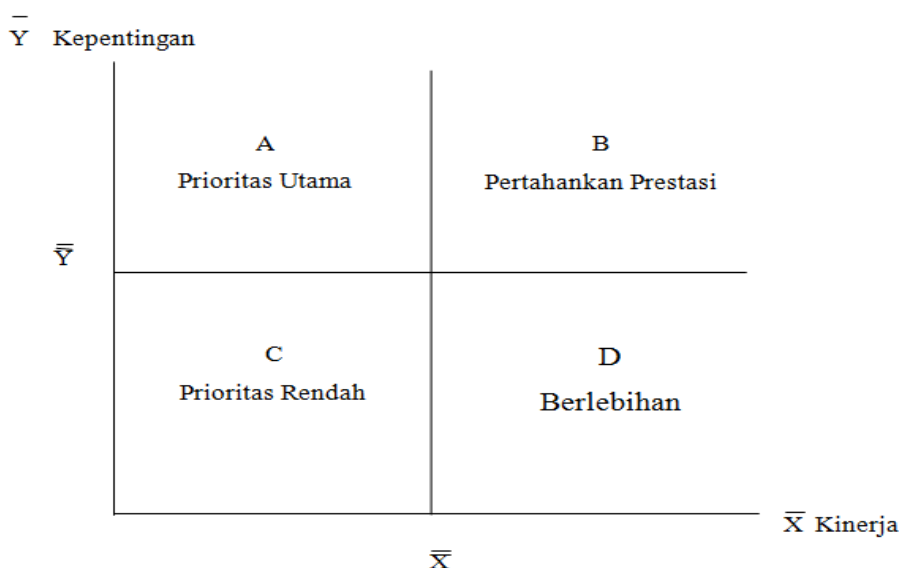 Y̅ Kepentingan
A
Prioritas Utama
B
Pertahankan Prestasi
Y̿
C
Prioritas Rendah
D
Berlebihan
X̅ Kinerja
X̿